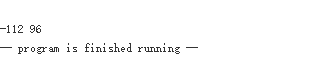 -112 96
— program is finished running —